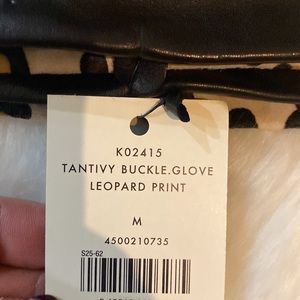 K02415
TANTIVY BUCKLE.GLOVE
LEOPARD PRINT
M
4500210735
S25-62